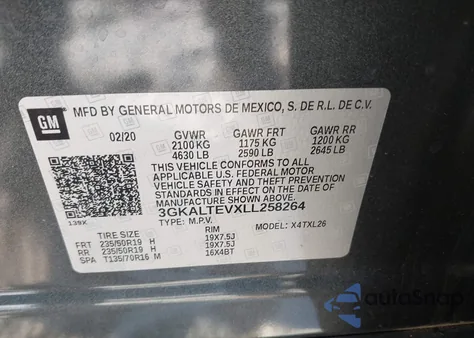 GM
MFD BY GENERAL MOTORS DE MEXICO, S. DE R.L. DE C.V.
02/20 GVWR GAWR FRT GAWR RR
2100 KG 1175 KG 1200 KG
4630 LB 2590 LB 2645 LB
THIS VEHICLE CONFORMS TO ALL
APPLICABLE U.S. FEDERAL MOTOR
VEHICLE SAFETY, BUMPER, AND THEFT
PREVENTION STANDARDS IN EFFECT ON
THE DATE OF MANUFACTURE SHOWN ABOVE.
3GKALTEVXLL258264
TYPE: M.P.V. MODEL: X4TXL26
139X
TIRE SIZE RIM
FRT 235/50R19 H 19X7.5J
RR 235/50R19 H 19X7.5J
SPA T135/70R16 M 16X4BT
autoSnap